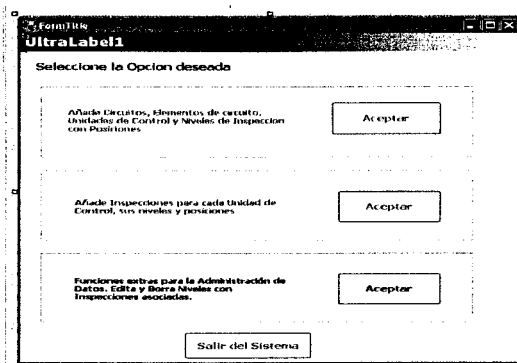 FormTitle
UltraLabel1
Seleccione la Opcion deseada
Añade Circuitos, Elementos de circuito,
Unidades de Control y Niveles de Inspeccion
con Posiciones
Aceptar
Añade Inspecciones para cada Unidad de
Control, sus niveles y posiciones
Aceptar
Funciones extras para la Administración de
Datos. Edita y Borra Niveles con
Inspecciones asociadas.
Aceptar
Salir del Sistema